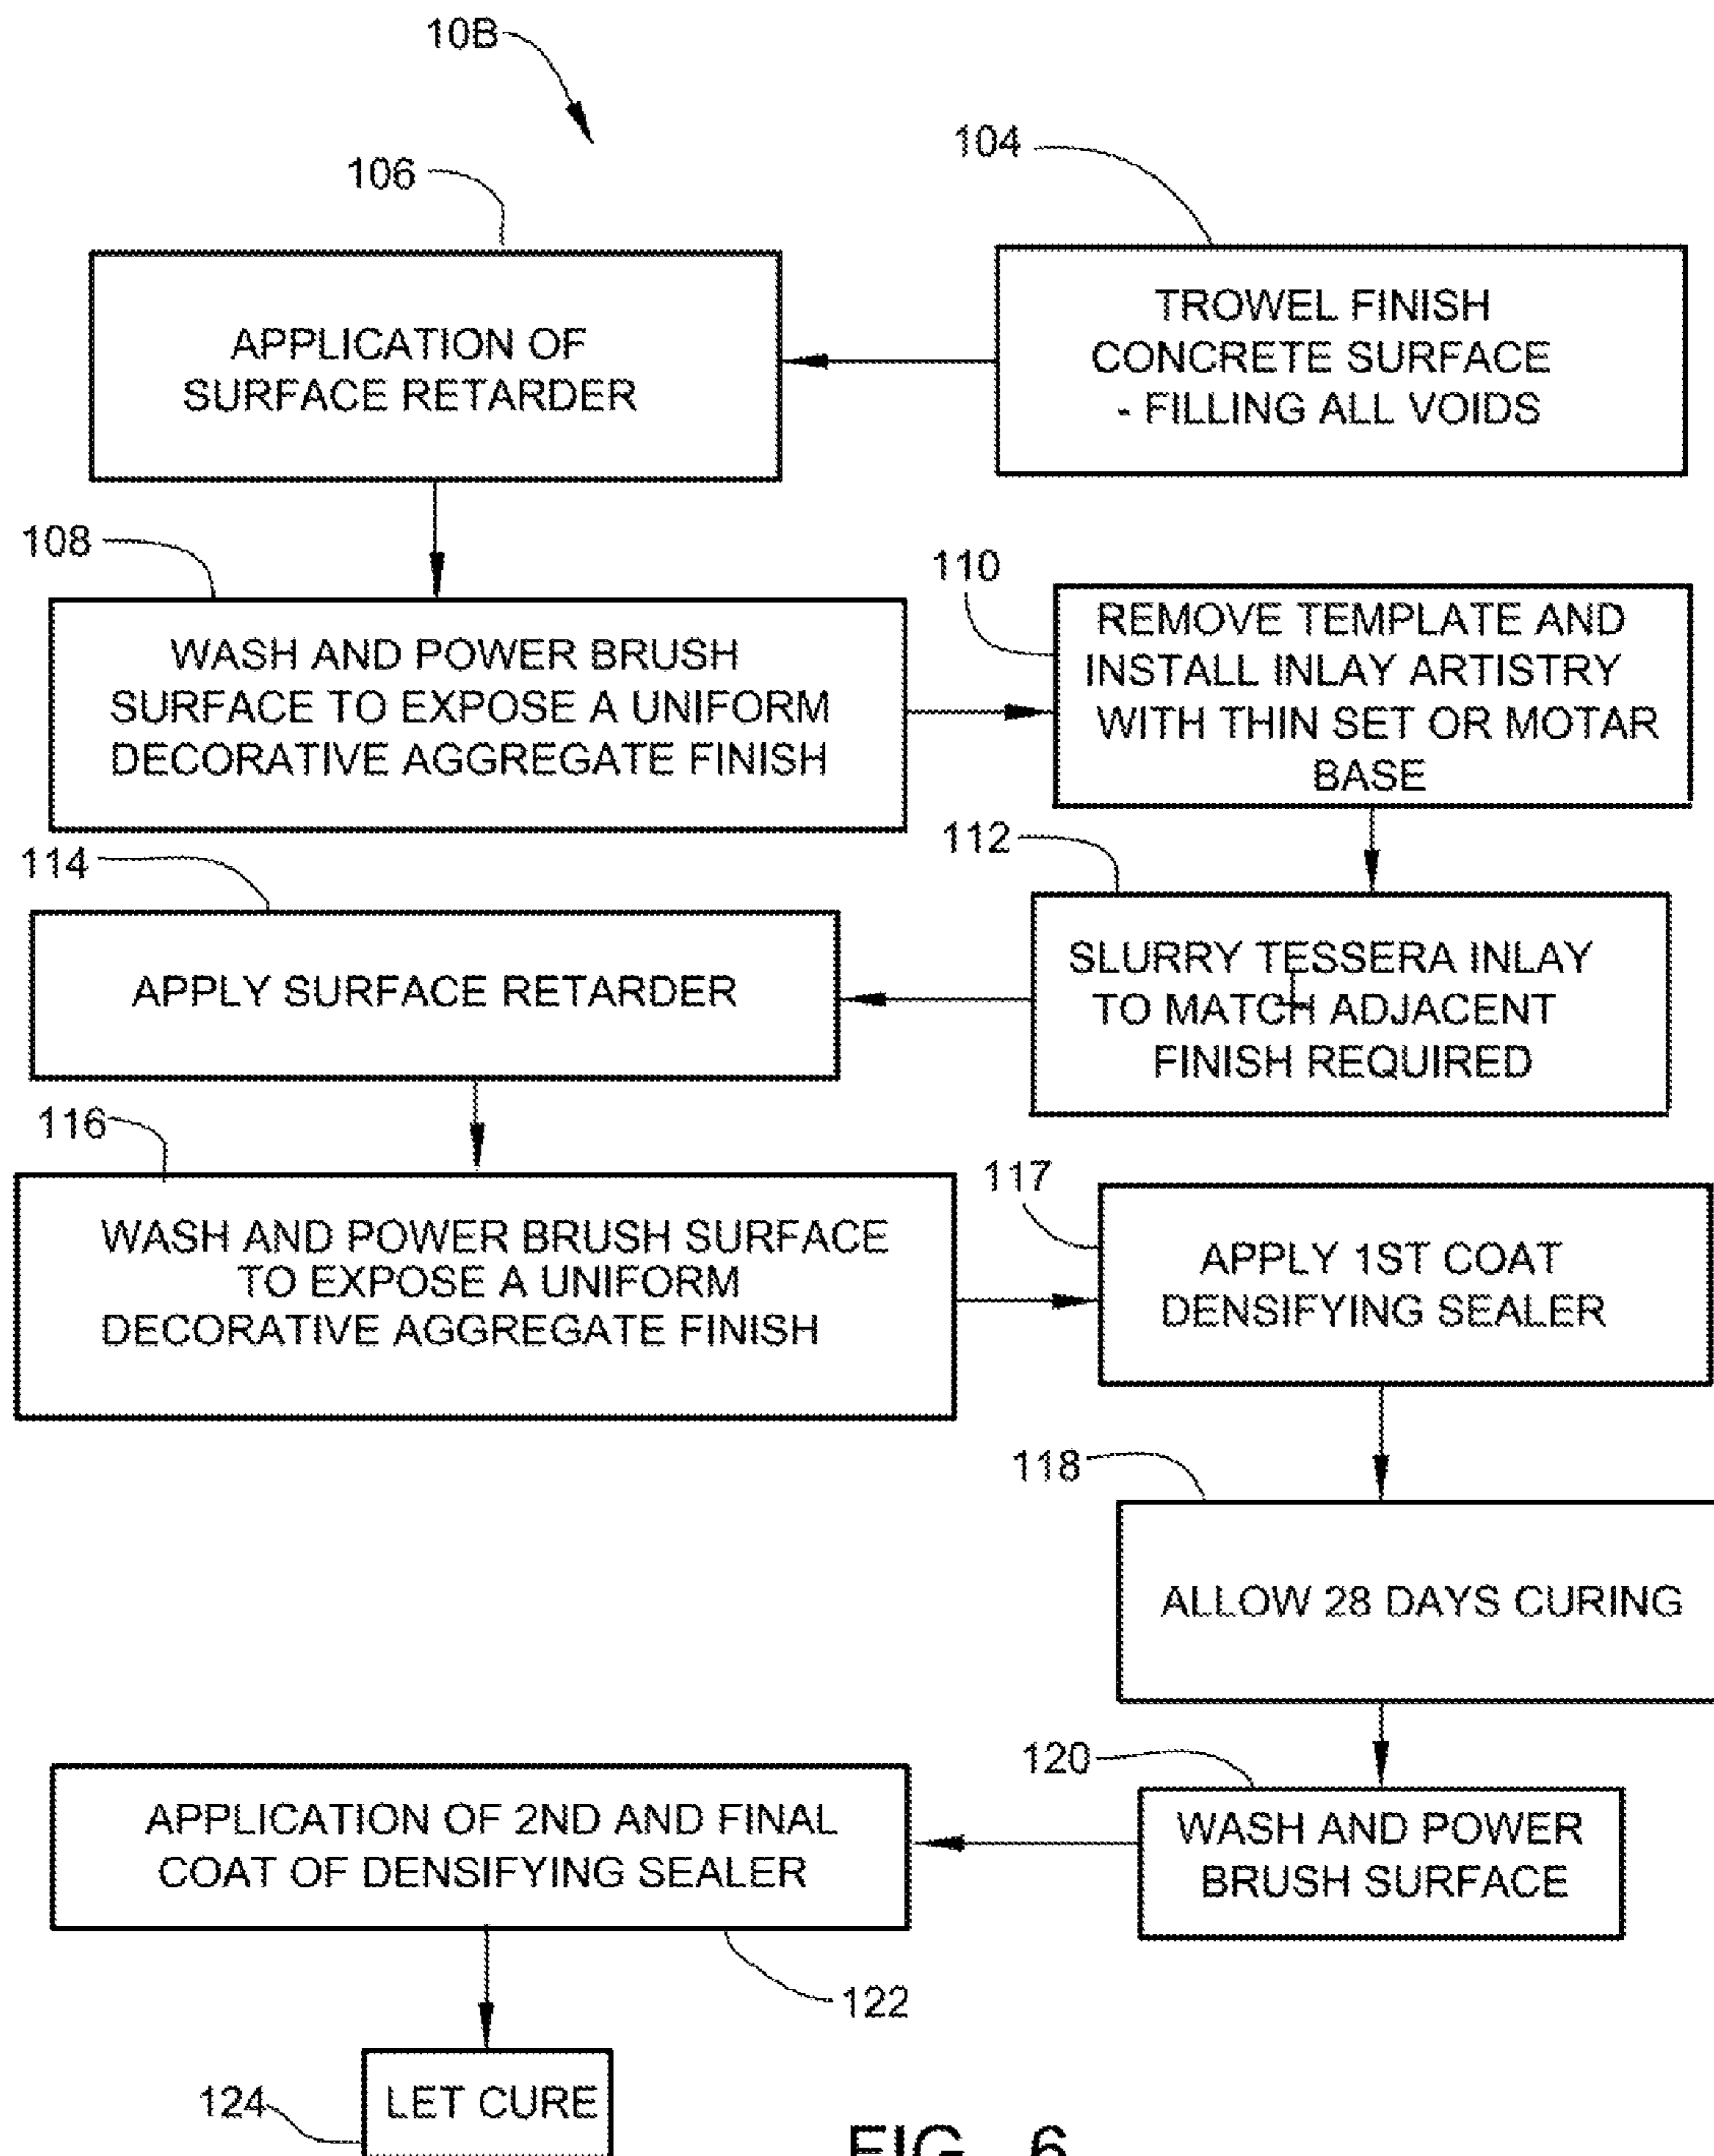 10B
104
106
TROWEL FINISH
CONCRETE SURFACE
- FILLING ALL VOIDS
APPLICATION OF
SURFACE RETARDER
108
WASH AND POWER BRUSH
SURFACE TO EXPOSE A UNIFORM
DECORATIVE AGGREGATE FINISH
110
REMOVE TEMPLATE AND
INSTALL INLAY ARTISTRY
WITH THIN SET OR MOTAR
BASE
112
SLURRY TESSERA INLAY
TO MATCH ADJACENT
FINISH REQUIRED
114
APPLY SURFACE RETARDER
116
WASH AND POWER BRUSH SURFACE
TO EXPOSE A UNIFORM
DECORATIVE AGGREGATE FINISH
117
APPLY 1ST COAT
DENSIFYING SEALER
118
ALLOW 28 DAYS CURING
120
WASH AND POWER
BRUSH SURFACE
APPLICATION OF 2ND AND FINAL
COAT OF DENSIFYING SEALER
122
124
LET CURE
FIG. 6